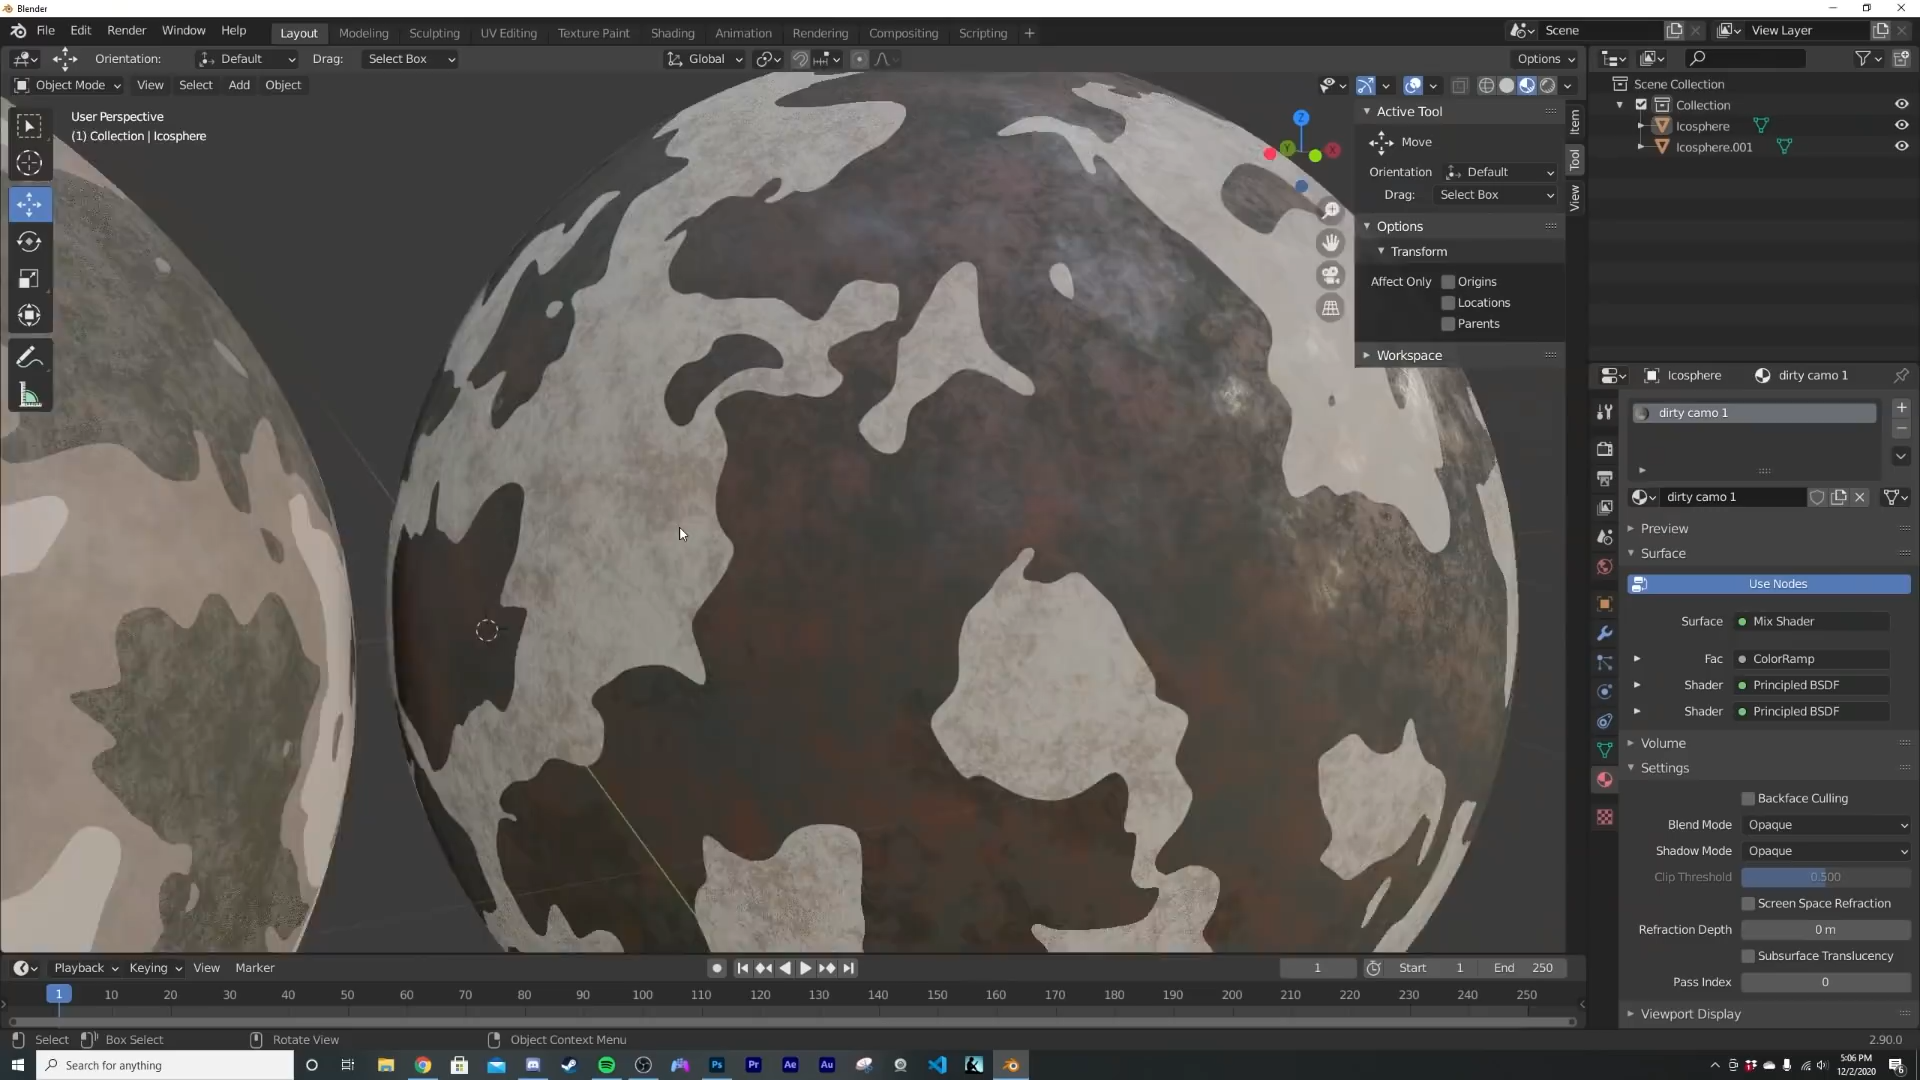 Blender
File Edit Render Window Help
Layout Modeling Sculpting UV Editing Texture Paint Shading Animation Rendering Compositing Scripting +
Scene
View Layer
Orientation: Default Drag: Select Box
Global
Options
Object Mode View Select Add Object
User Perspective
(1) Collection | Icosphere
Z
Y
X
Active Tool
Move
Orientation Default
Drag: Select Box
Options
Transform
Affect Only Origins
Locations
Parents
Workspace
Item
Tool
View
Scene Collection
Collection
Icosphere
Icosphere.001
Icosphere dirty camo 1
dirty camo 1
dirty camo 1
Preview
Surface
Use Nodes
Surface Mix Shader
Fac ColorRamp
Shader Principled BSDF
Shader Principled BSDF
Volume
Settings
Backface Culling
Blend Mode Opaque
Shadow Mode Opaque
Clip Threshold 0.500
Screen Space Refraction
Refraction Depth 0 m
Subsurface Translucency
Pass Index 0
Viewport Display
Playback Keying View Marker
1 Start 1 End 250
1 10 20 30 40 50 60 70 80 90 100 110 120 130 140 150 160 170 180 190 200 210 220 230 240 250
Select Box Select Rotate View Object Context Menu
2.90.0
Search for anything
Ps Pr Ae Au
5:06 PM
12/2/2020
6